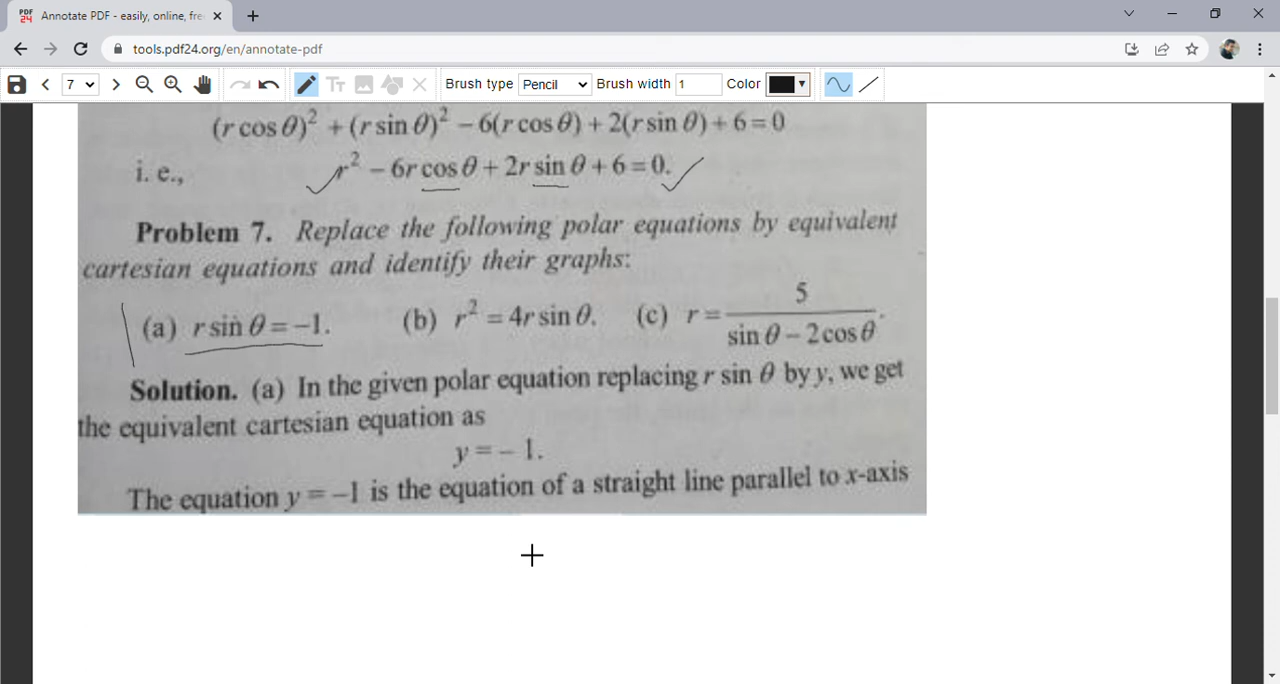 PDF 24 Annotate PDF - easily, online, fre
tools.pdf24.org/en/annotate-pdf
7 Brush type Pencil Brush width 1 Color
(r cos θ)² + (r sin θ)² − 6(r cos θ) + 2(r sin θ) + 6 = 0
i. e., r² − 6r cos θ + 2r sin θ + 6 = 0.
Problem 7. Replace the following polar equations by equivalent
cartesian equations and identify their graphs:
(a) r sin θ = −1. (b) r² = 4r sin θ. (c) r = 5 / (sin θ − 2 cos θ).
Solution. (a) In the given polar equation replacing r sin θ by y, we get
the equivalent cartesian equation as
y = − 1.
The equation y = −1 is the equation of a straight line parallel to x-axis